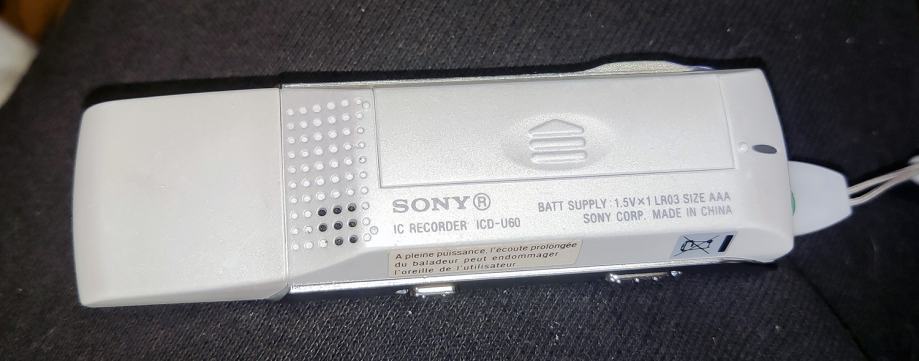 SONY®
IC RECORDER ICD-U60
BATT SUPPLY: 1.5V×1 LR03 SIZE AAA
SONY CORP. MADE IN CHINA
A pleine puissance, l'écoute prolongée
du baladeur peut endommager
l'oreille de l'utilisateur